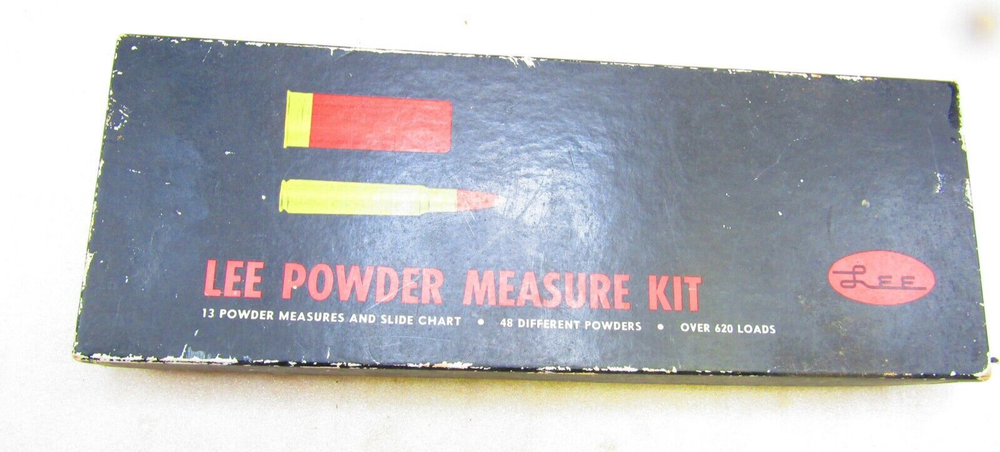 LEE POWDER MEASURE KIT
LEE
13 POWDER MEASURES AND SLIDE CHART • 48 DIFFERENT POWDERS • OVER 620 LOADS